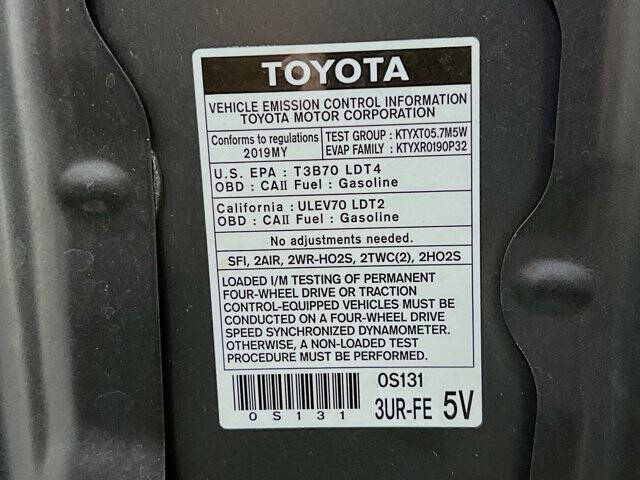 TOYOTA
VEHICLE EMISSION CONTROL INFORMATION
TOYOTA MOTOR CORPORATION
Conforms to regulations
2019MY
TEST GROUP : KTYXT05.7M5W
EVAP FAMILY : KTYXR0190P32
U.S. EPA : T3B70 LDT4
OBD : CAII Fuel : Gasoline
California : ULEV70 LDT2
OBD : CAII Fuel : Gasoline
No adjustments needed.
SFI, 2AIR, 2WR-HO2S, 2TWC(2), 2HO2S
LOADED I/M TESTING OF PERMANENT
FOUR-WHEEL DRIVE OR TRACTION
CONTROL-EQUIPPED VEHICLES MUST BE
CONDUCTED ON A FOUR-WHEEL DRIVE
SPEED SYNCHRONIZED DYNAMOMETER.
OTHERWISE, A NON-LOADED TEST
PROCEDURE MUST BE PERFORMED.
0S131
0S131
3UR-FE 5V